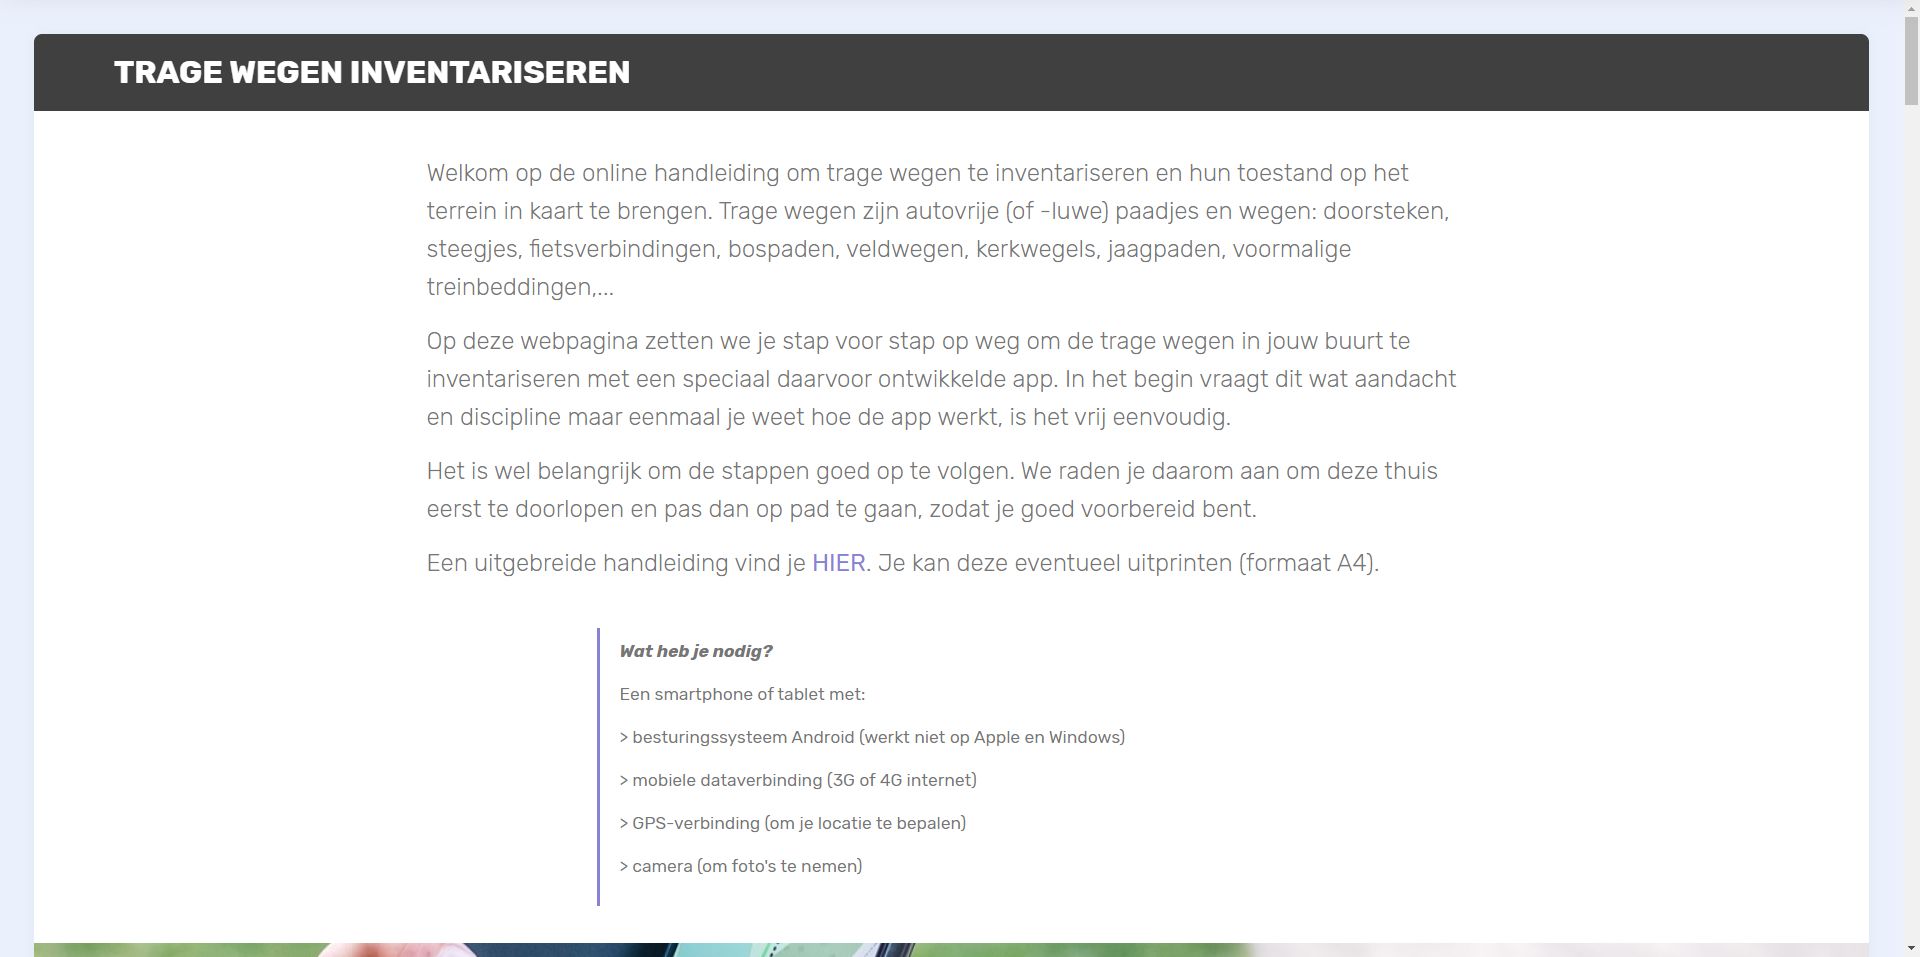 TRAGE WEGEN INVENTARISEREN
Welkom op de online handleiding om trage wegen te inventariseren en hun toestand op het
terrein in kaart te brengen. Trage wegen zijn autovrije (of -luwe) paadjes en wegen: doorsteken,
steegjes, fietsverbindingen, bospaden, veldwegen, kerkwegels, jaagpaden, voormalige
treinbeddingen,...
Op deze webpagina zetten we je stap voor stap op weg om de trage wegen in jouw buurt te
inventariseren met een speciaal daarvoor ontwikkelde app. In het begin vraagt dit wat aandacht
en discipline maar eenmaal je weet hoe de app werkt, is het vrij eenvoudig.
Het is wel belangrijk om de stappen goed op te volgen. We raden je daarom aan om deze thuis
eerst te doorlopen en pas dan op pad te gaan, zodat je goed voorbereid bent.
Een uitgebreide handleiding vind je HIER. Je kan deze eventueel uitprinten (formaat A4).
Wat heb je nodig?
Een smartphone of tablet met:
> besturingssysteem Android (werkt niet op Apple en Windows)
> mobiele dataverbinding (3G of 4G internet)
> GPS-verbinding (om je locatie te bepalen)
> camera (om foto's te nemen)